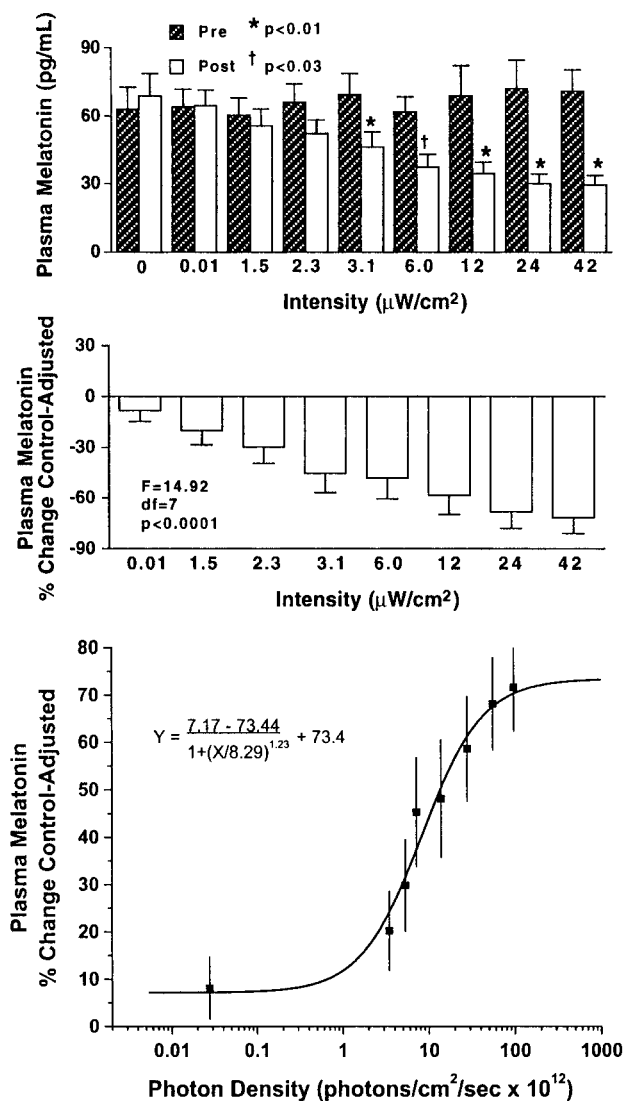 Pre * p<0.01
Post † p<0.03
Plasma Melatonin (pg/mL)
90
60
30
0
* † * * *
0 0.01 1.5 2.3 3.1 6.0 12 24 42
Intensity (μW/cm²)
Plasma Melatonin
% Change Control-Adjusted
30
0
-30
-60
-90
F=14.92
df=7
p<0.0001
0.01 1.5 2.3 3.1 6.0 12 24 42
Intensity (μW/cm²)
Plasma Melatonin
% Change Control-Adjusted
80
70
60
50
40
30
20
10
0
Y = 7.17 - 73.44 / 1+(X/8.29)^1.23 + 73.4
0.01 0.1 1 10 100 1000
Photon Density (photons/cm²/sec x 10¹²)